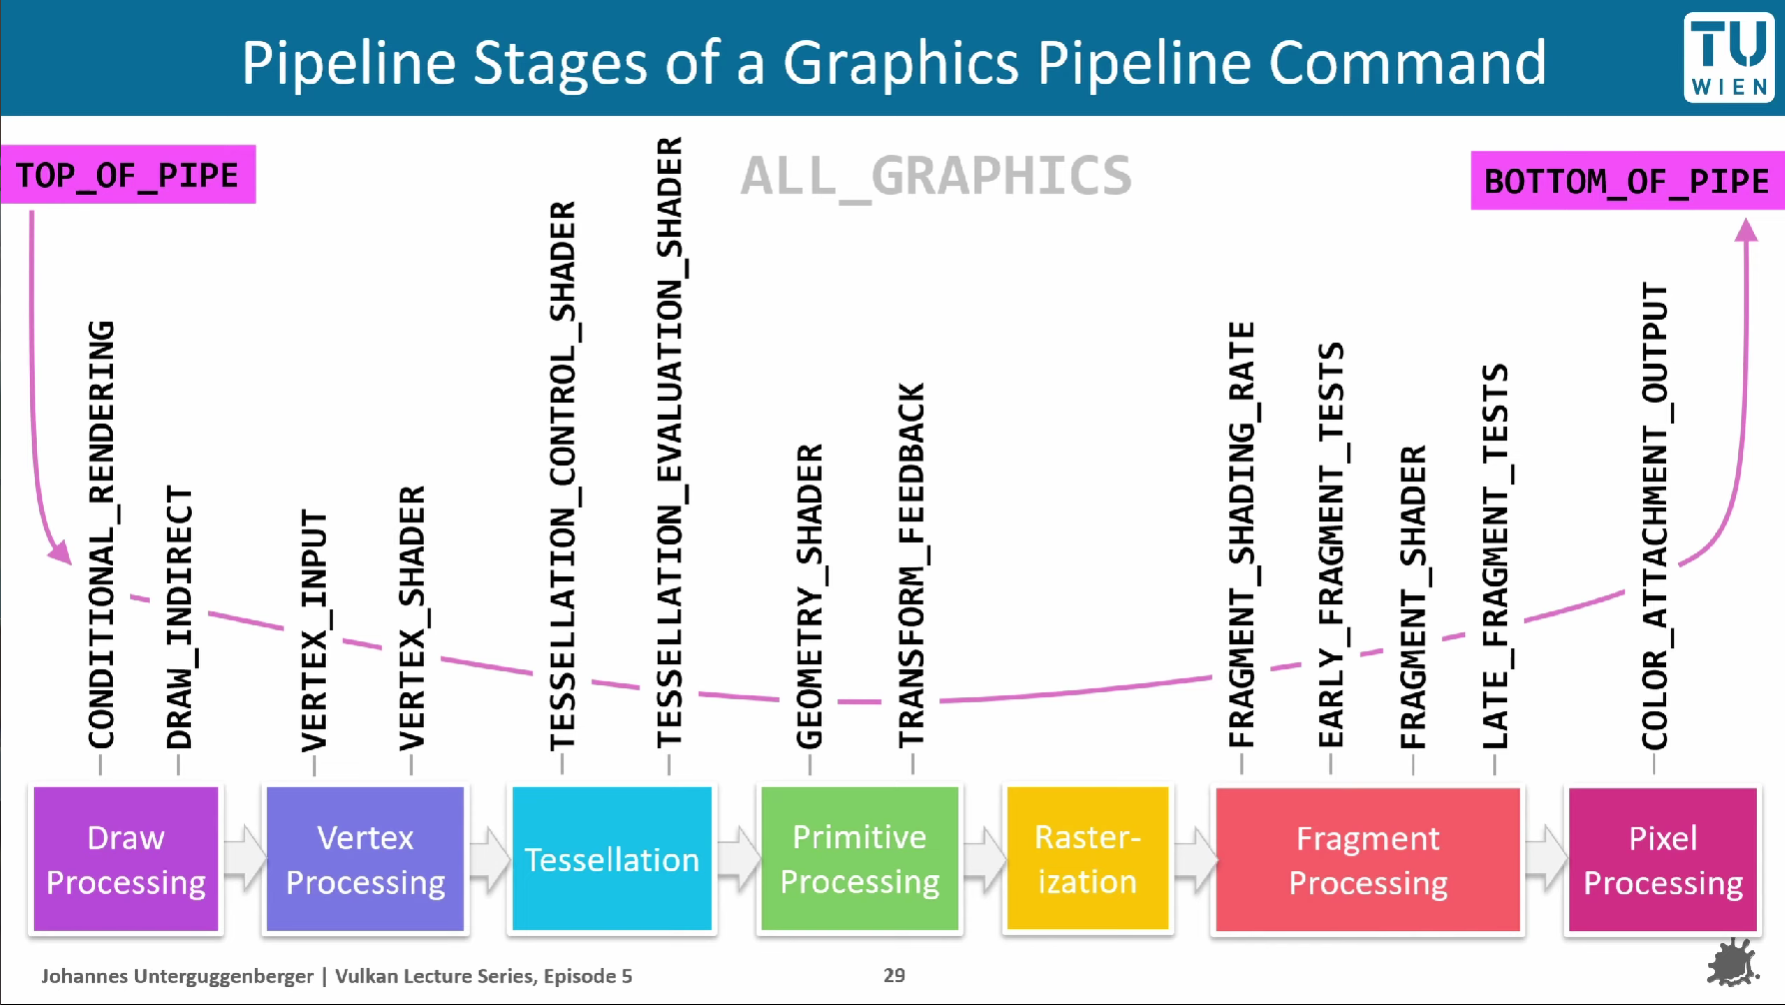 Pipeline Stages of a Graphics Pipeline Command
TU
WIEN
TOP_OF_PIPE
ALL_GRAPHICS
BOTTOM_OF_PIPE
CONDITIONAL_RENDERING
DRAW_INDIRECT
VERTEX_INPUT
VERTEX_SHADER
TESSELLATION_CONTROL_SHADER
TESSELLATION_EVALUATION_SHADER
GEOMETRY_SHADER
TRANSFORM_FEEDBACK
FRAGMENT_SHADING_RATE
EARLY_FRAGMENT_TESTS
FRAGMENT_SHADER
LATE_FRAGMENT_TESTS
COLOR_ATTACHMENT_OUTPUT
Draw
Processing
Vertex
Processing
Tessellation
Primitive
Processing
Raster-
ization
Fragment
Processing
Pixel
Processing
Johannes Unterguggenberger | Vulkan Lecture Series, Episode 5
29